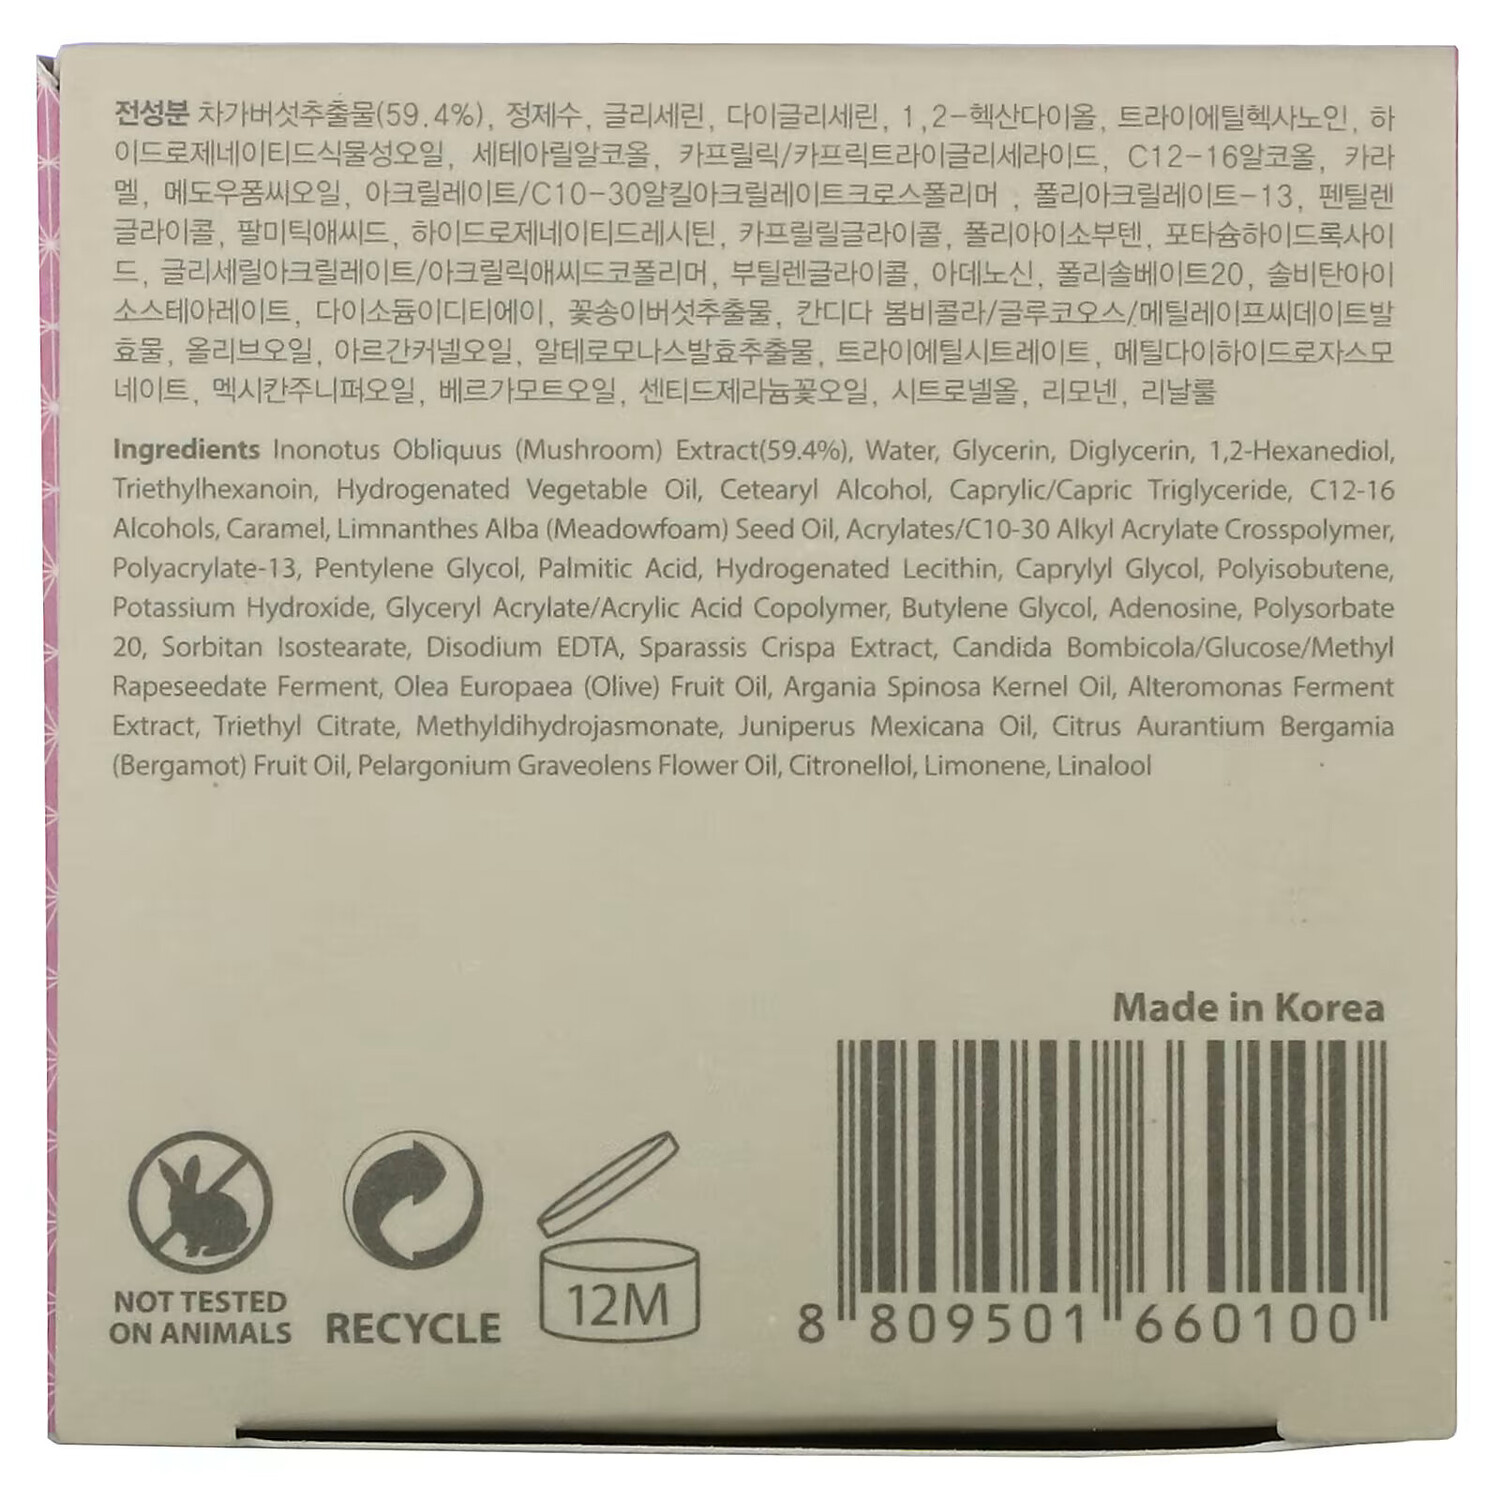 전성분 차가버섯추출물(59.4%), 정제수, 글리세린, 다이글리세린, 1,2-헥산다이올, 트라이에틸헥사노인, 하
이드로제네이티드식물성오일, 세테아릴알코올, 카프릴릭/카프릭트라이글리세라이드, C12-16알코올, 카라
멜, 메도우폼씨오일, 아크릴레이트/C10-30알킬아크릴레이트크로스폴리머 , 폴리아크릴레이트-13, 펜틸렌
글라이콜, 팔미틱애씨드, 하이드로제네이티드레시틴, 카프릴릴글라이콜, 폴리아이소부텐, 포타슘하이드록사이
드, 글리세릴아크릴레이트/아크릴릭애씨드코폴리머, 부틸렌글라이콜, 아데노신, 폴리솔베이트20, 솔비탄아이
소스테아레이트, 다이소듐이디티에이, 꽃송이버섯추출물, 칸디다 봄비콜라/글루코오스/메틸레이프씨데이트발
효물, 올리브오일, 아르간커넬오일, 알테로모나스발효추출물, 트라이에틸시트레이트, 메틸다이하이드로자스모
네이트, 멕시칸주니퍼오일, 베르가모트오일, 센티드제라늄꽃오일, 시트로넬올, 리모넨, 리날룰
Ingredients Inonotus Obliquus (Mushroom) Extract(59.4%), Water, Glycerin, Diglycerin, 1,2-Hexanediol,
Triethylhexanoin, Hydrogenated Vegetable Oil, Cetearyl Alcohol, Caprylic/Capric Triglyceride, C12-16
Alcohols, Caramel, Limnanthes Alba (Meadowfoam) Seed Oil, Acrylates/C10-30 Alkyl Acrylate Crosspolymer,
Polyacrylate-13, Pentylene Glycol, Palmitic Acid, Hydrogenated Lecithin, Caprylyl Glycol, Polyisobutene,
Potassium Hydroxide, Glyceryl Acrylate/Acrylic Acid Copolymer, Butylene Glycol, Adenosine, Polysorbate
20, Sorbitan Isostearate, Disodium EDTA, Sparassis Crispa Extract, Candida Bombicola/Glucose/Methyl
Rapeseedate Ferment, Olea Europaea (Olive) Fruit Oil, Argania Spinosa Kernel Oil, Alteromonas Ferment
Extract, Triethyl Citrate, Methyldihydrojasmonate, Juniperus Mexicana Oil, Citrus Aurantium Bergamia
(Bergamot) Fruit Oil, Pelargonium Graveolens Flower Oil, Citronellol, Limonene, Linalool
Made in Korea
NOT TESTED
ON ANIMALS
RECYCLE
12M
8 809501 660100